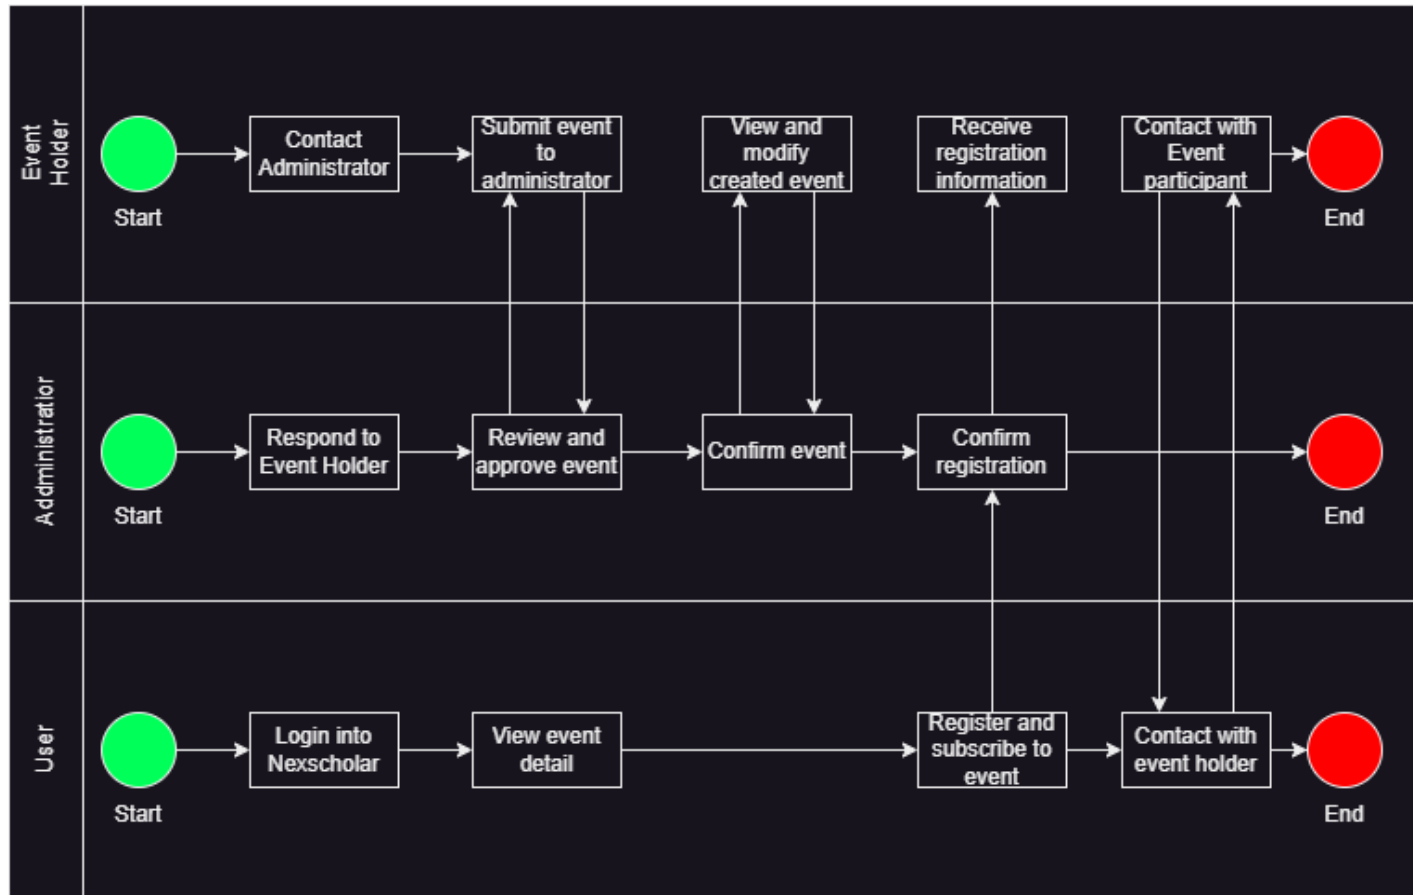 Event
Holder
Start
Contact
Administrator
Submit event
to
administrator
View and
modify
created event
Receive
registration
information
Contact with
Event
participant
End
Addministratior
Start
Respond to
Event Holder
Review and
approve event
Confirm event
Confirm
registration
End
User
Start
Login into
Nexscholar
View event
detail
Register and
subscribe to
event
Contact with
event holder
End